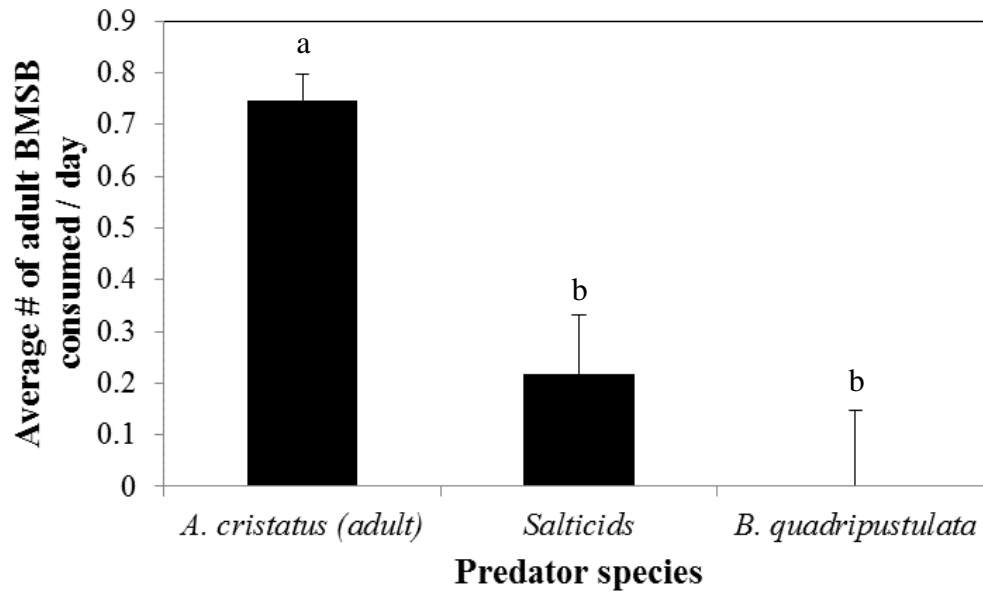 Average # of adult BMSB
consumed / day
0.9
0.8
0.7
0.6
0.5
0.4
0.3
0.2
0.1
0
a
b
b
A. cristatus (adult)
Salticids
B. quadripustulata
Predator species